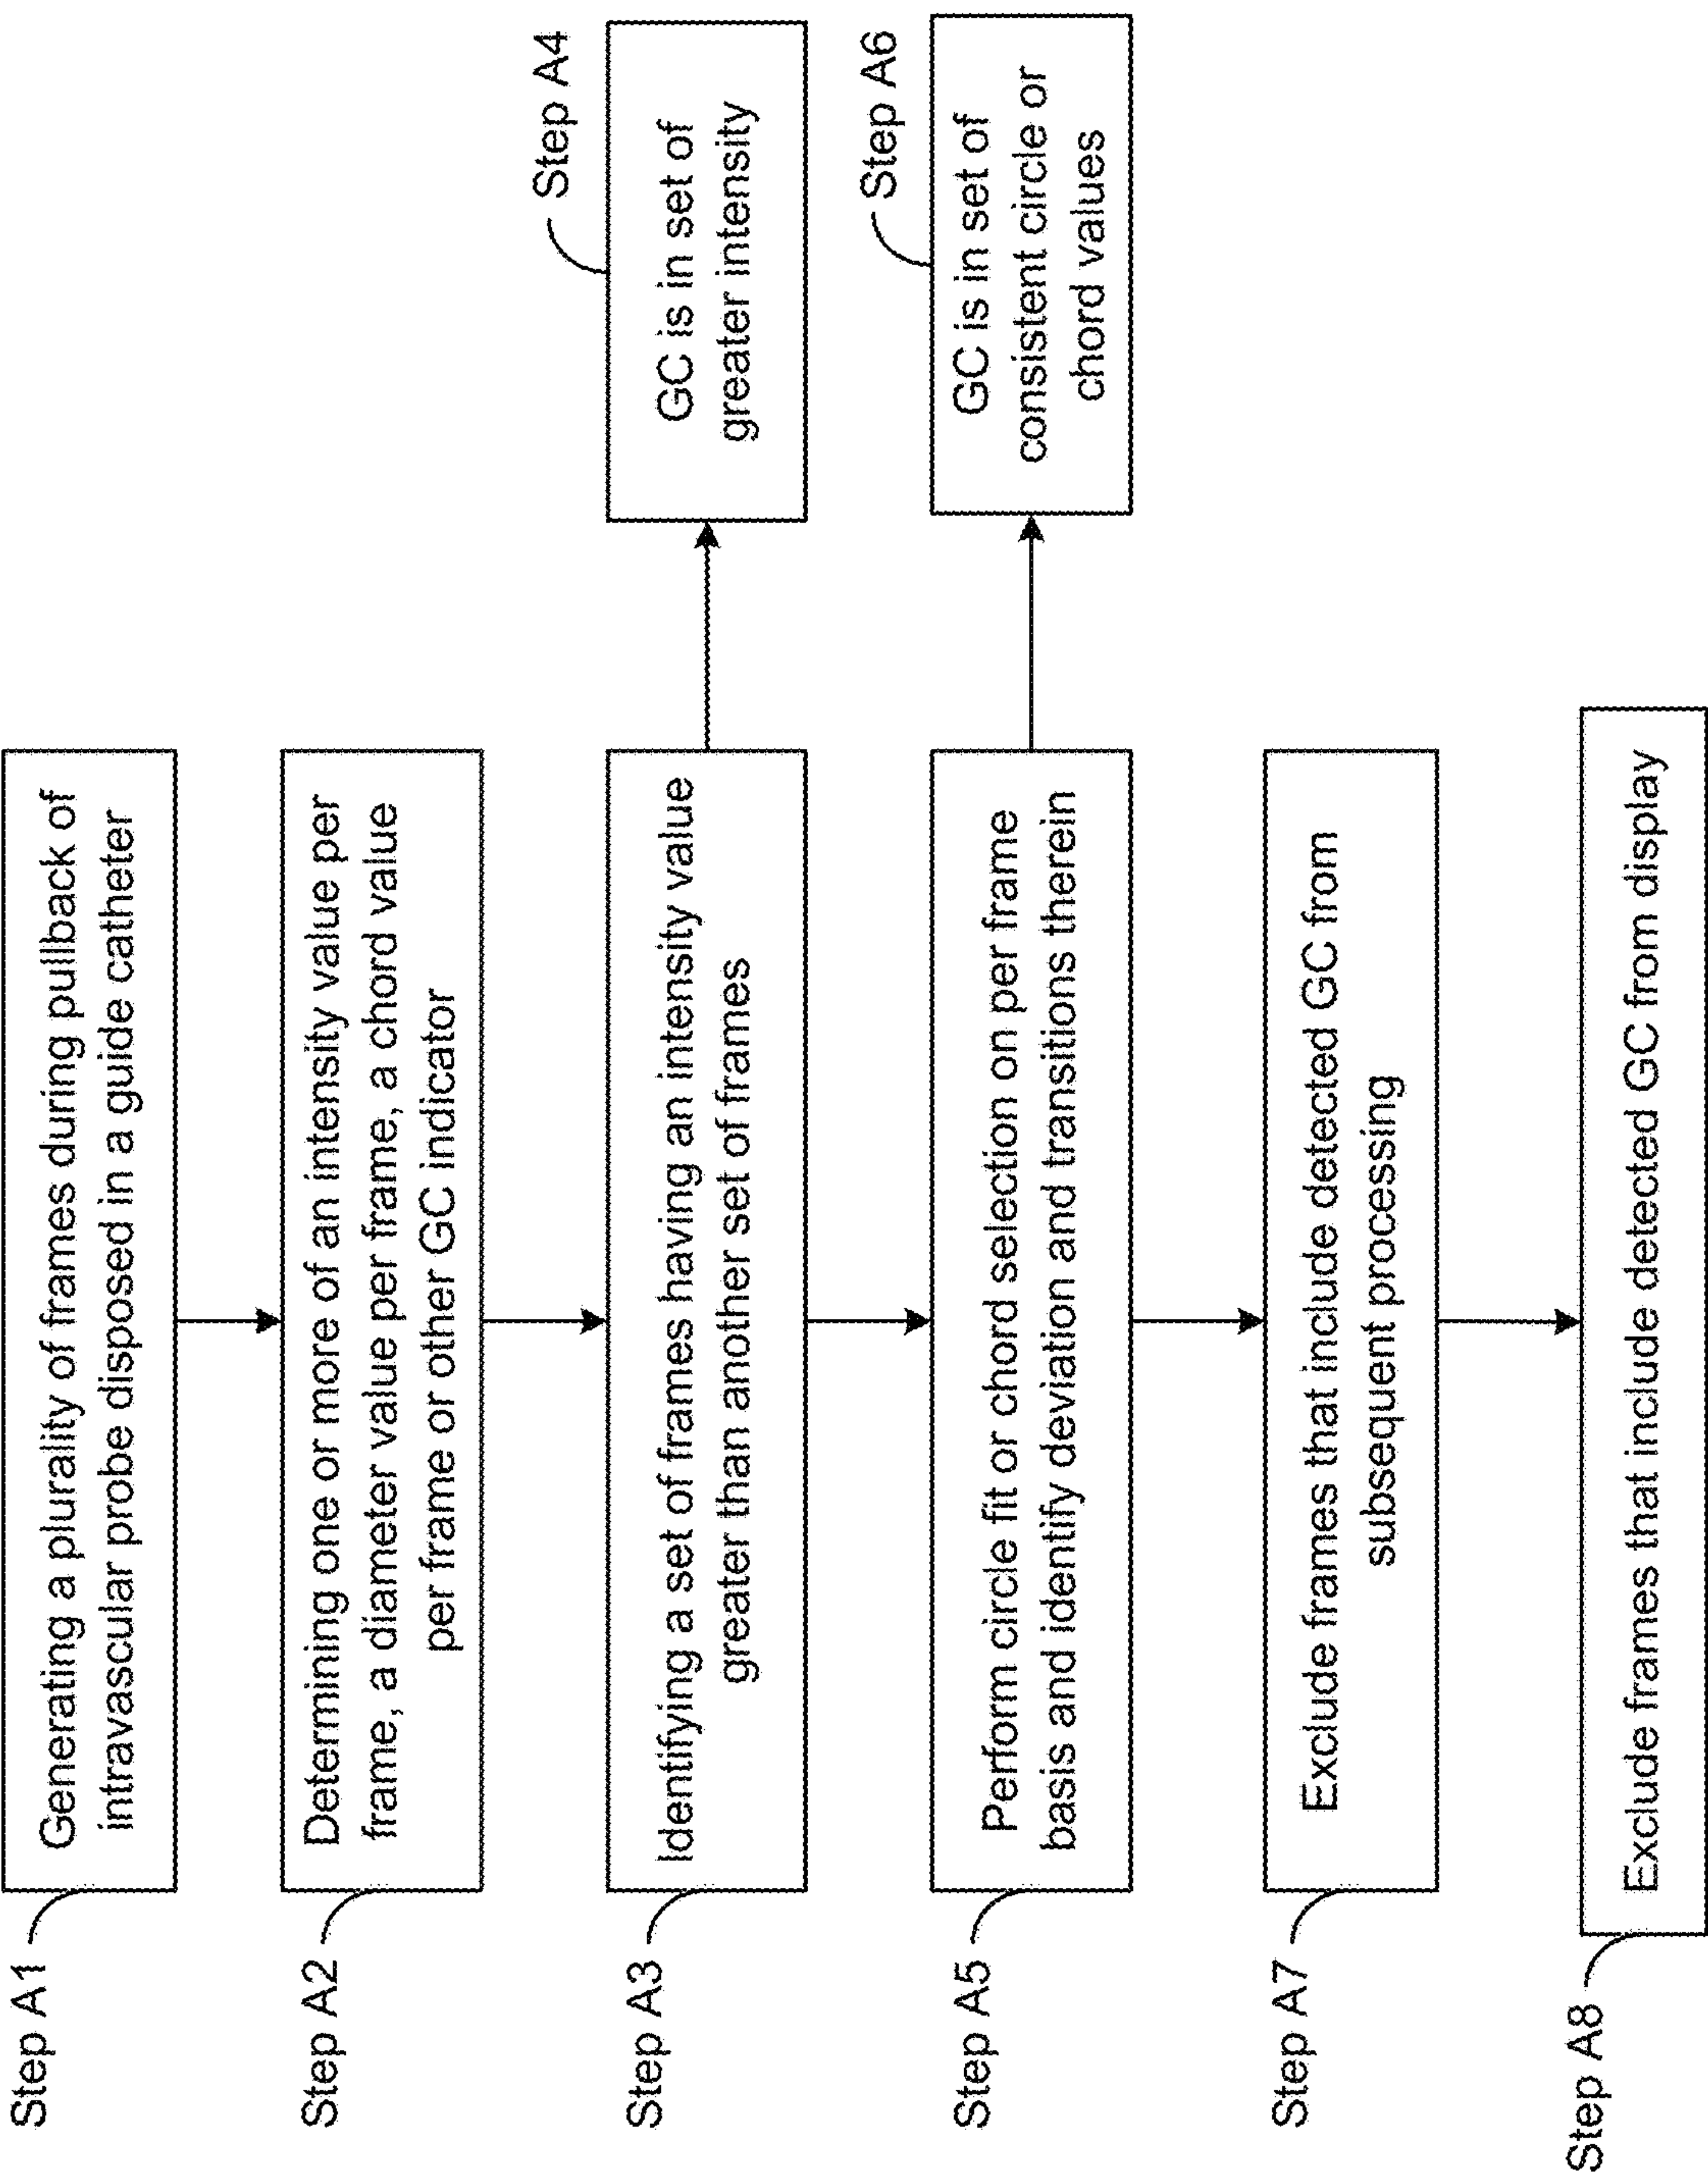 Step A1
Generating a plurality of frames during pullback of
intravascular probe disposed in a guide catheter
Step A2
Determining one or more of an intensity value per
frame, a diameter value per frame, a chord value
per frame or other GC indicator
Step A3
Identifying a set of frames having an intensity value
greater than another set of frames
Step A4
GC is in set of
greater intensity
Step A5
Perform circle fit or chord selection on per frame
basis and identify deviation and transitions therein
Step A6
GC is in set of
consistent circle or
chord values
Step A7
Exclude frames that include detected GC from
subsequent processing
Step A8
Exclude frames that include detected GC from display